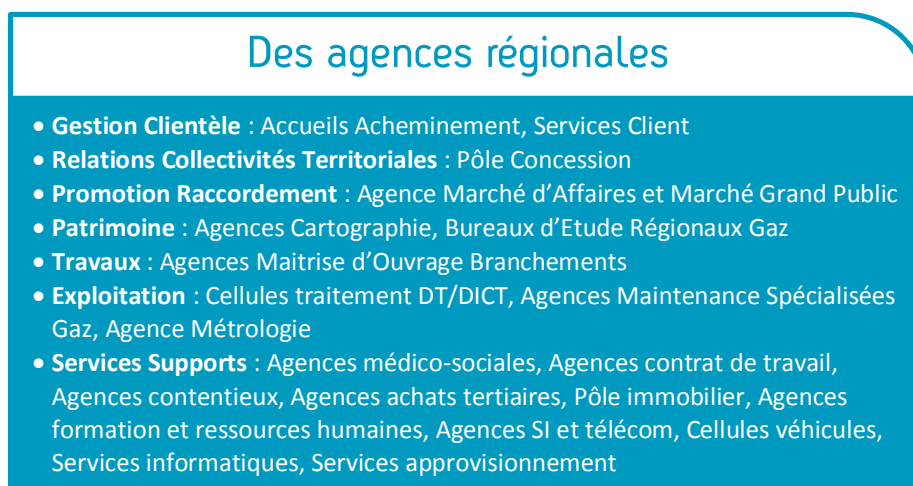 Des agences régionales
• Gestion Clientèle : Accueils Acheminement, Services Client
• Relations Collectivités Territoriales : Pôle Concession
• Promotion Raccordement : Agence Marché d’Affaires et Marché Grand Public
• Patrimoine : Agences Cartographie, Bureaux d’Etude Régionaux Gaz
• Travaux : Agences Maitrise d’Ouvrage Branchements
• Exploitation : Cellules traitement DT/DICT, Agences Maintenance Spécialisées
Gaz, Agence Métrologie
• Services Supports : Agences médico-sociales, Agences contrat de travail,
Agences contentieux, Agences achats tertiaires, Pôle immobilier, Agences
formation et ressources humaines, Agences SI et télécom, Cellules véhicules,
Services informatiques, Services approvisionnement